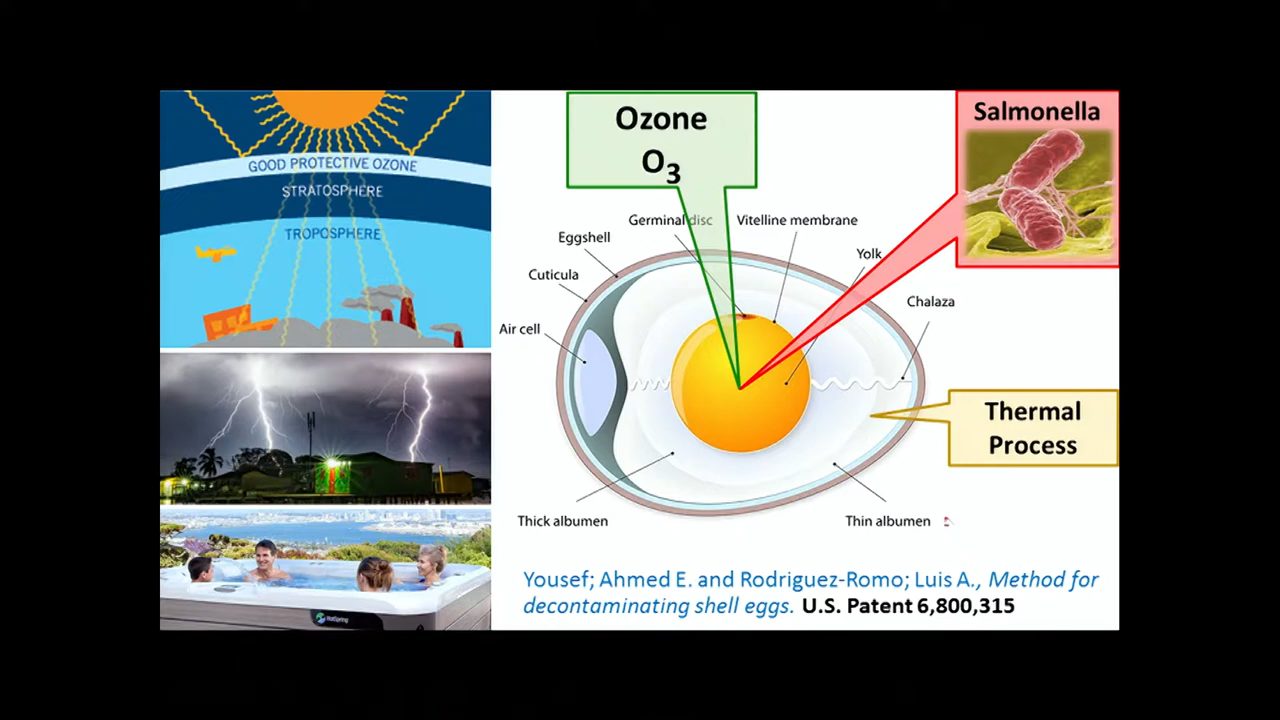 GOOD PROTECTIVE OZONE
STRATOSPHERE
TROPOSPHERE
HotSpring
Ozone
O₃
Salmonella
Germinal disc
Vitelline membrane
Eggshell
Yolk
Cuticula
Chalaza
Air cell
Thermal
Process
Thick albumen
Thin albumen
Yousef; Ahmed E. and Rodriguez-Romo; Luis A., Method for
decontaminating shell eggs. U.S. Patent 6,800,315